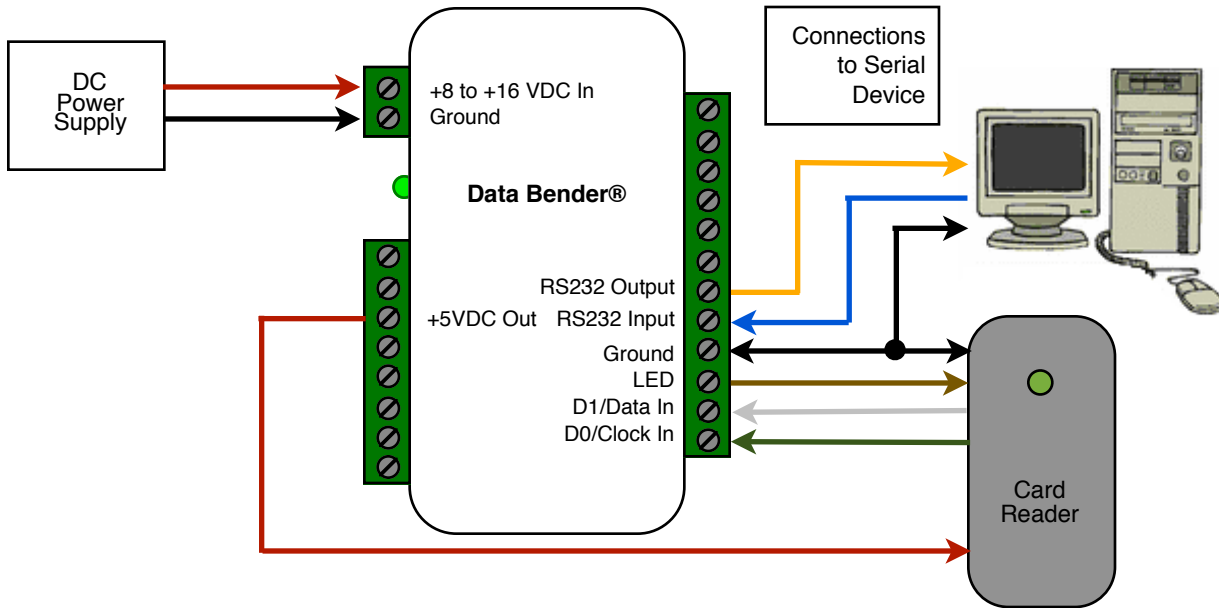 DC
Power
Supply
+8 to +16 VDC In
Ground
Data Bender®
Connections
to Serial
Device
RS232 Output
+5VDC Out
RS232 Input
Ground
LED
D1/Data In
D0/Clock In
Card
Reader